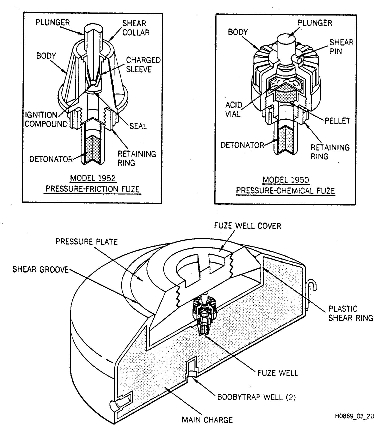 PLUNGER
SHEAR
COLLAR
BODY
CHARGED
SLEEVE
IGNITION
COMPOUND
SEAL
DETONATOR
RETAINING
RING
MODEL 1952
PRESSURE-FRICTION FUZE
PLUNGER
BODY
SHEAR
PIN
ACID
VIAL
PELLET
DETONATOR
RETAINING
RING
MODEL 1950
PRESSURE-CHEMICAL FUZE
FUZE WELL COVER
PRESSURE PLATE
SHEAR GROOVE
PLASTIC
SHEAR RING
FUZE WELL
BOOBYTRAP WELL (2)
MAIN CHARGE